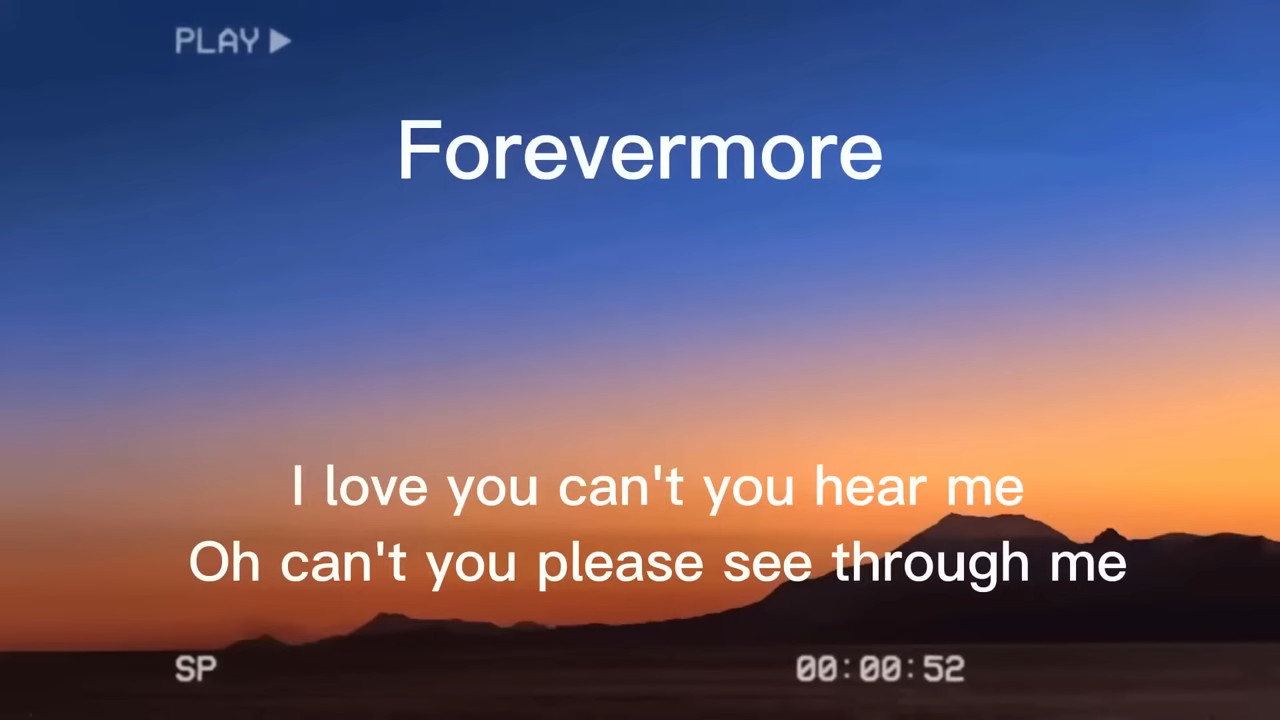 PLAY ▶
Forevermore
I love you can't you hear me
Oh can't you please see through me
SP
00:00:52